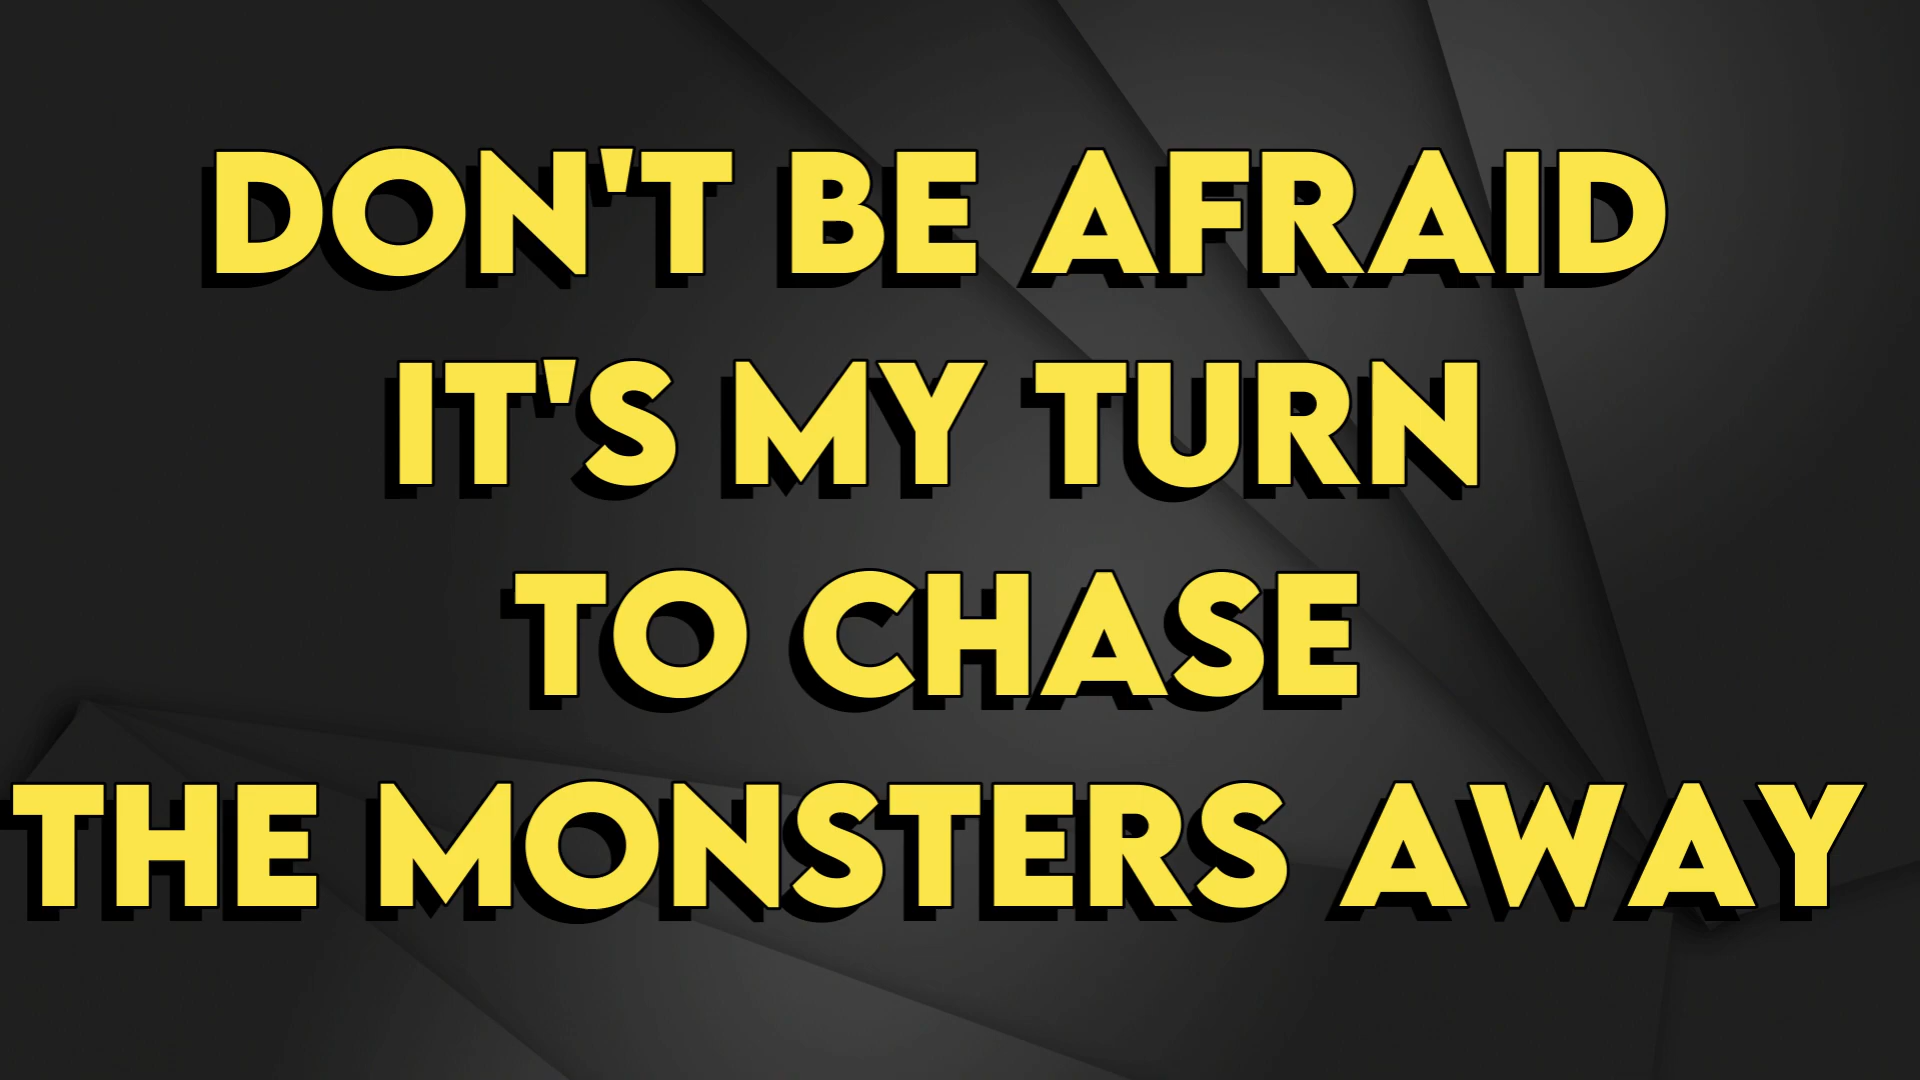 DON'T BE AFRAID
IT'S MY TURN
TO CHASE
THE MONSTERS AWAY